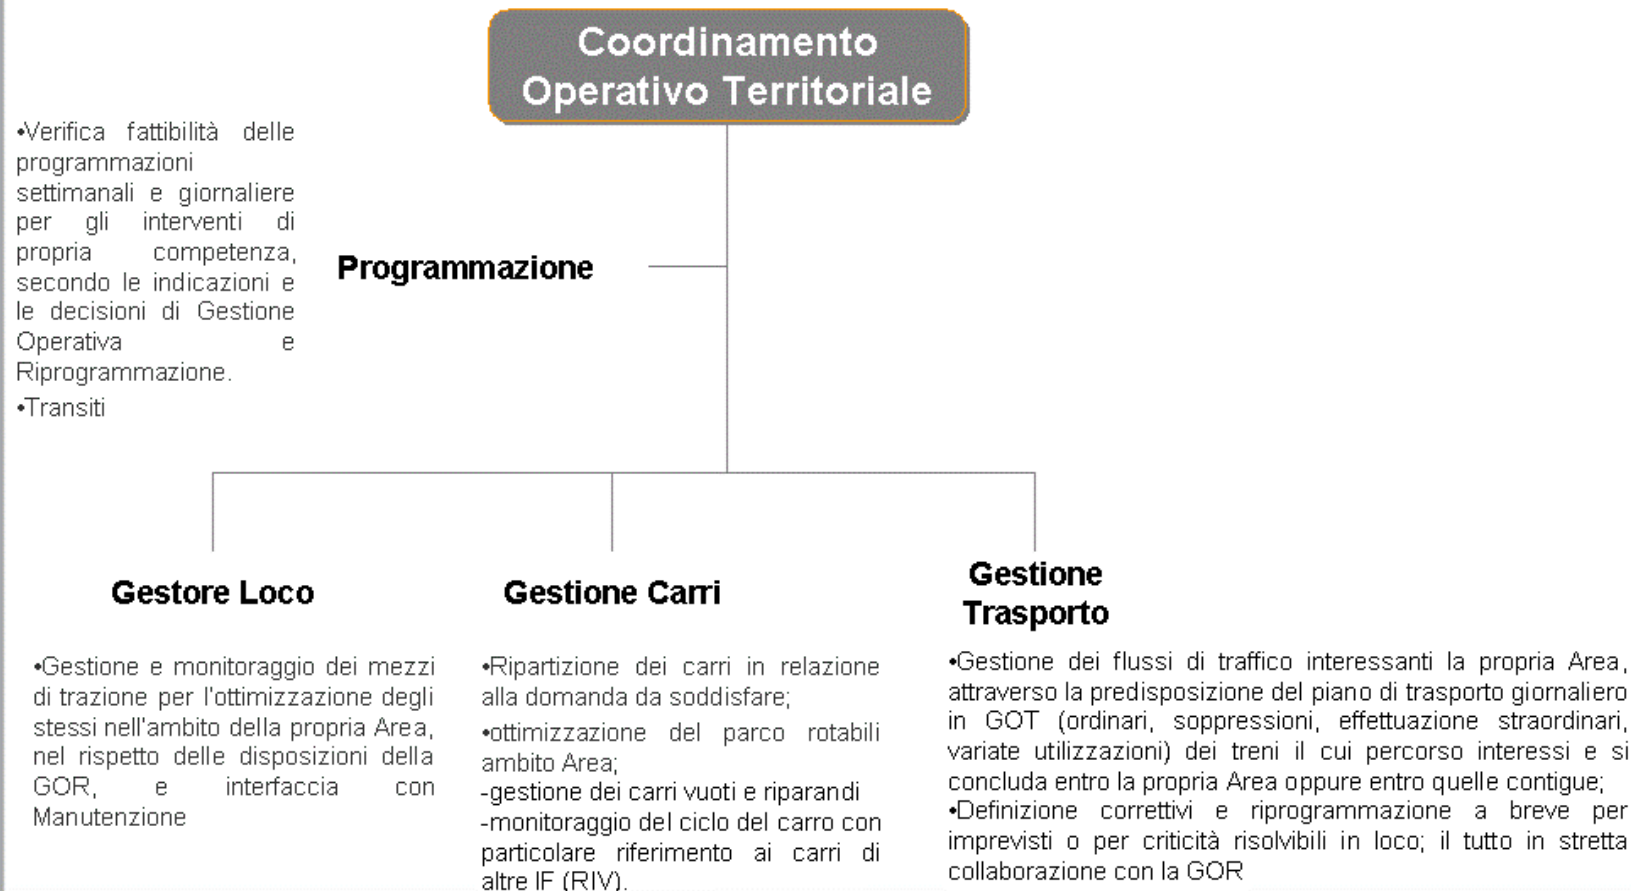 Coordinamento
Operativo Territoriale
•Verifica fattibilità delle
programmazioni
settimanali e giornaliere
per gli interventi di
propria competenza,
secondo le indicazioni e
le decisioni di Gestione
Operativa e
Riprogrammazione.
•Transiti
Programmazione
Gestore Loco
•Gestione e monitoraggio dei mezzi
di trazione per l'ottimizzazione degli
stessi nell'ambito della propria Area,
nel rispetto delle disposizioni della
GOR, e interfaccia con
Manutenzione
Gestione Carri
•Ripartizione dei carri in relazione
alla domanda da soddisfare;
•ottimizzazione del parco rotabili
ambito Area;
-gestione dei carri vuoti e riparandi
-monitoraggio del ciclo del carro con
particolare riferimento ai carri di
altre IF (RIV).
Gestione
Trasporto
•Gestione dei flussi di traffico interessanti la propria Area,
attraverso la predisposizione del piano di trasporto giornaliero
in GOT (ordinari, soppressioni, effettuazione straordinari,
variate utilizzazioni) dei treni il cui percorso interessi e si
concluda entro la propria Area oppure entro quelle contigue;
•Definizione correttivi e riprogrammazione a breve per
imprevisti o per criticità risolvibili in loco; il tutto in stretta
collaborazione con la GOR